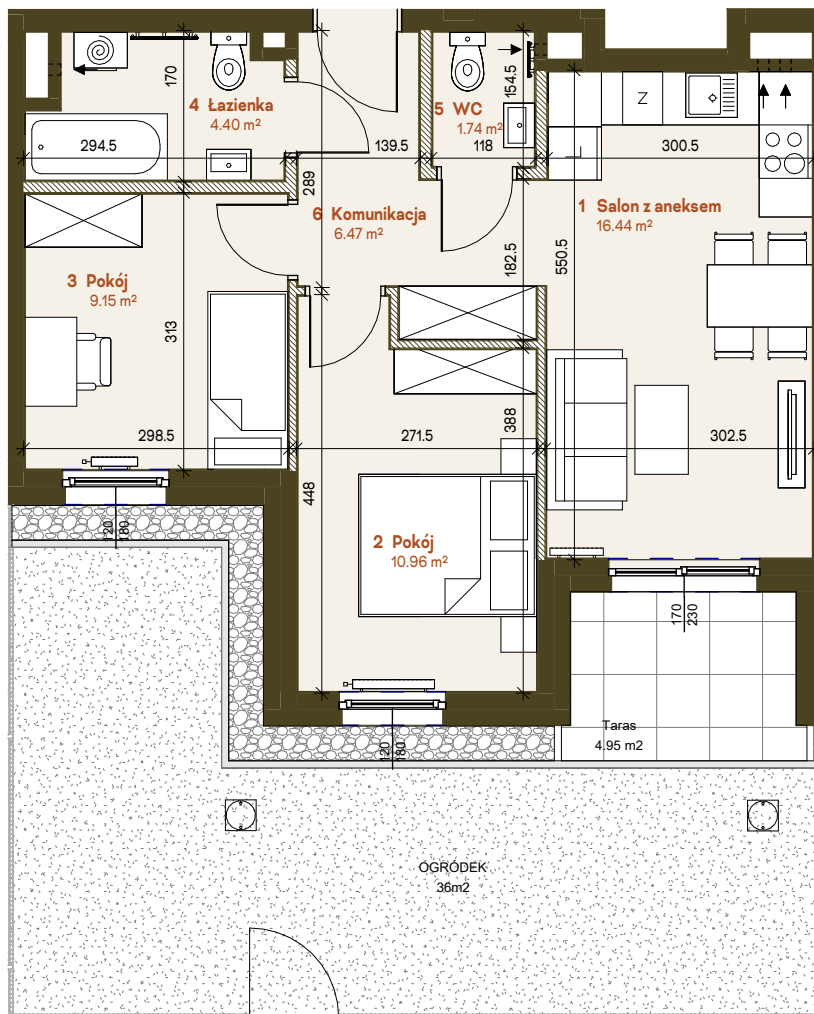 170
154.5
4 Łazienka
4.40 m²
5 WC
1.74 m²
Z
294.5
139.5
118
300.5
289
6 Komunikacja
6.47 m²
1 Salon z aneksem
16.44 m²
182.5
550.5
3 Pokój
9.15 m²
313
298.5
271.5
388
302.5
448
120
180
2 Pokój
10.96 m²
170
230
Taras
4.95 m2
120
180
OGRÓDEK
36m2